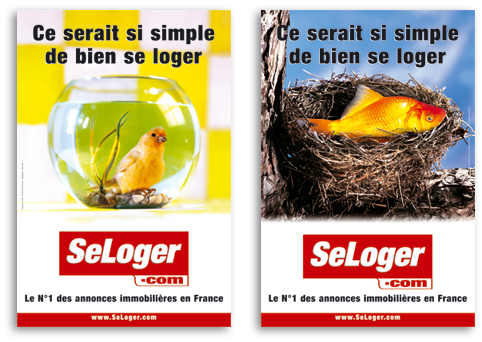 Ce serait si simple
de bien se loger
SeLoger
.com
Le N°1 des annonces immobilières en France
www.SeLoger.com
Ce serait si simple
de bien se loger
SeLoger
.com
Le N°1 des annonces immobilières en France
www.SeLoger.com